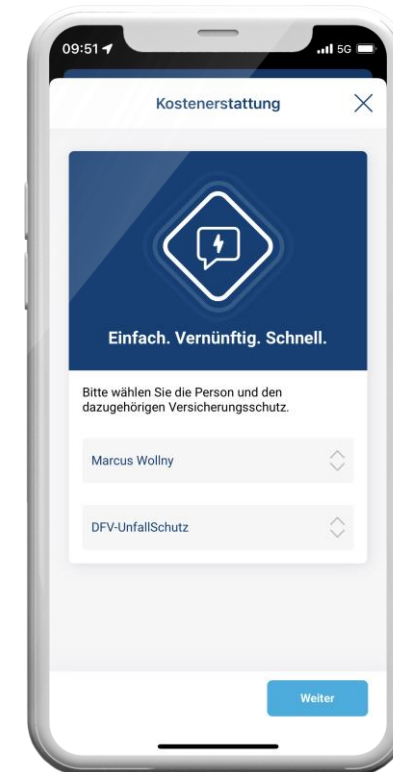 09:51
5G
Kostenerstattung
Einfach. Vernünftig. Schnell.
Bitte wählen Sie die Person und den
dazugehörigen Versicherungsschutz.
Marcus Wollny
DFV-UnfallSchutz
Weiter